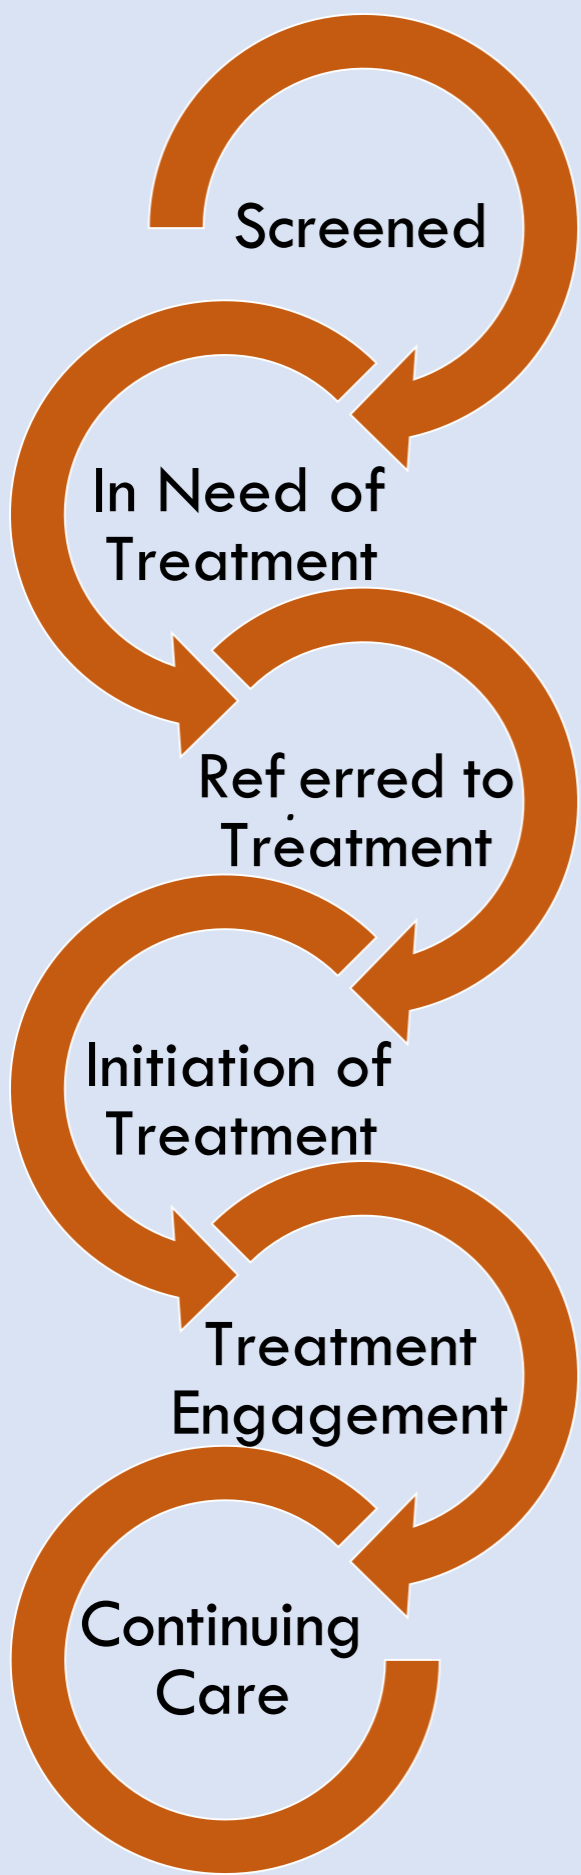 Screened
In Need of
Treatment
Referred to
Treatment
Initiation of
Treatment
Treatment
Engagement
Continuing
Care